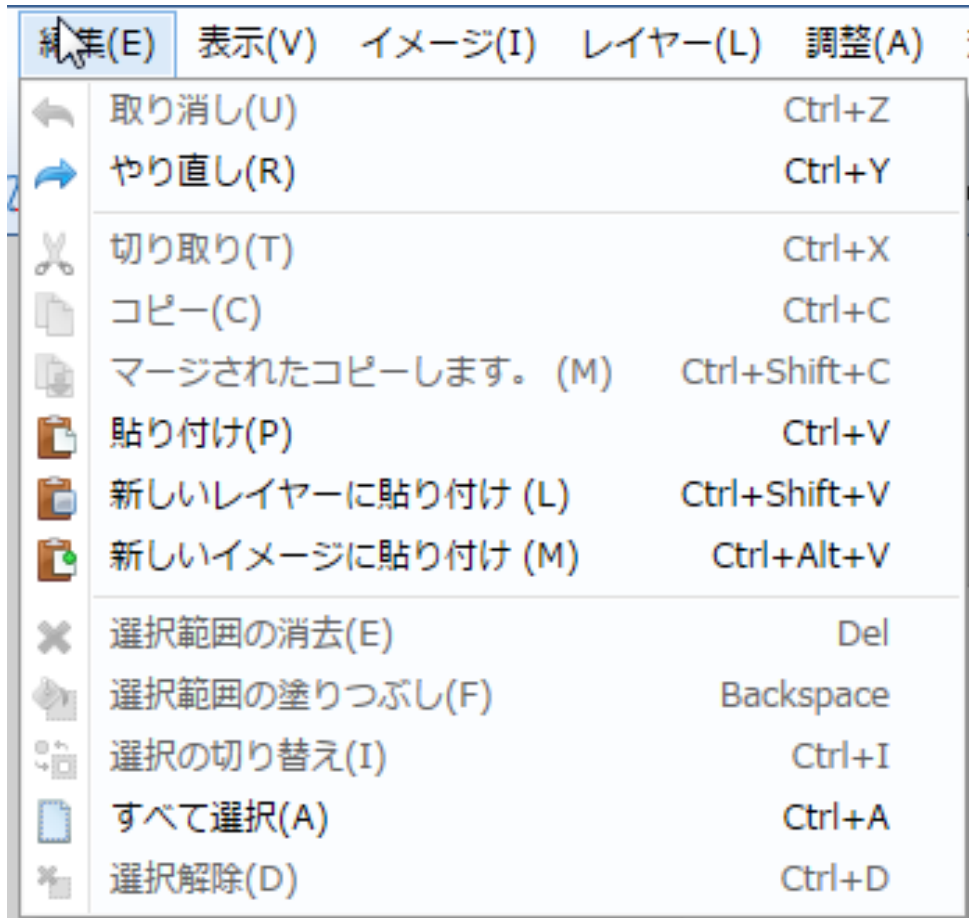 編集(E) 表示(V) イメージ(I) レイヤー(L) 調整(A)
取り消し(U) Ctrl+Z
やり直し(R) Ctrl+Y
切り取り(T) Ctrl+X
コピー(C) Ctrl+C
マージされたコピーします。 (M) Ctrl+Shift+C
貼り付け(P) Ctrl+V
新しいレイヤーに貼り付け (L) Ctrl+Shift+V
新しいイメージに貼り付け (M) Ctrl+Alt+V
選択範囲の消去(E) Del
選択範囲の塗りつぶし(F) Backspace
選択の切り替え(I) Ctrl+I
すべて選択(A) Ctrl+A
選択解除(D) Ctrl+D